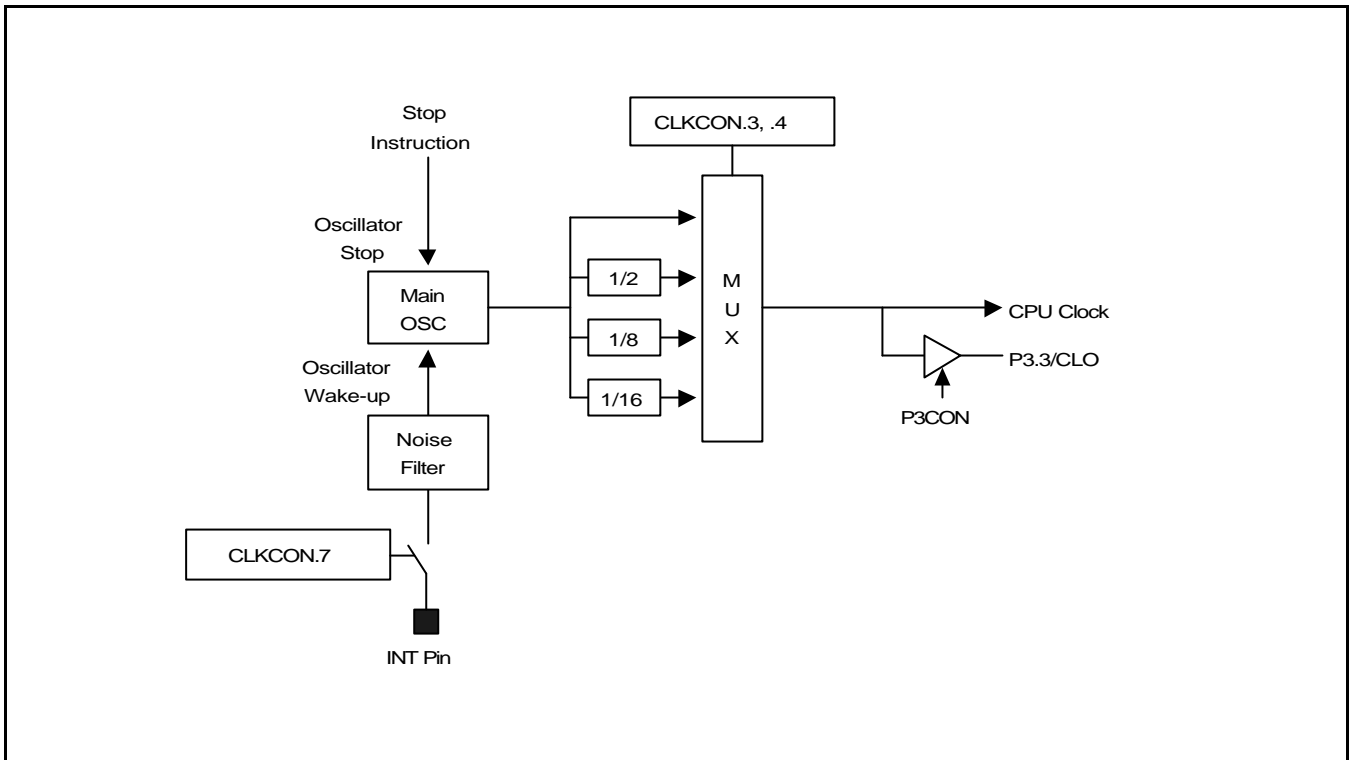 Stop
Instruction
CLKCON.3, .4
Oscillator
Stop
Main
OSC
1/2
1/8
1/16
M
U
X
CPU Clock
P3.3/CLO
P3CON
Oscillator
Wake-up
Noise
Filter
CLKCON.7
INT Pin